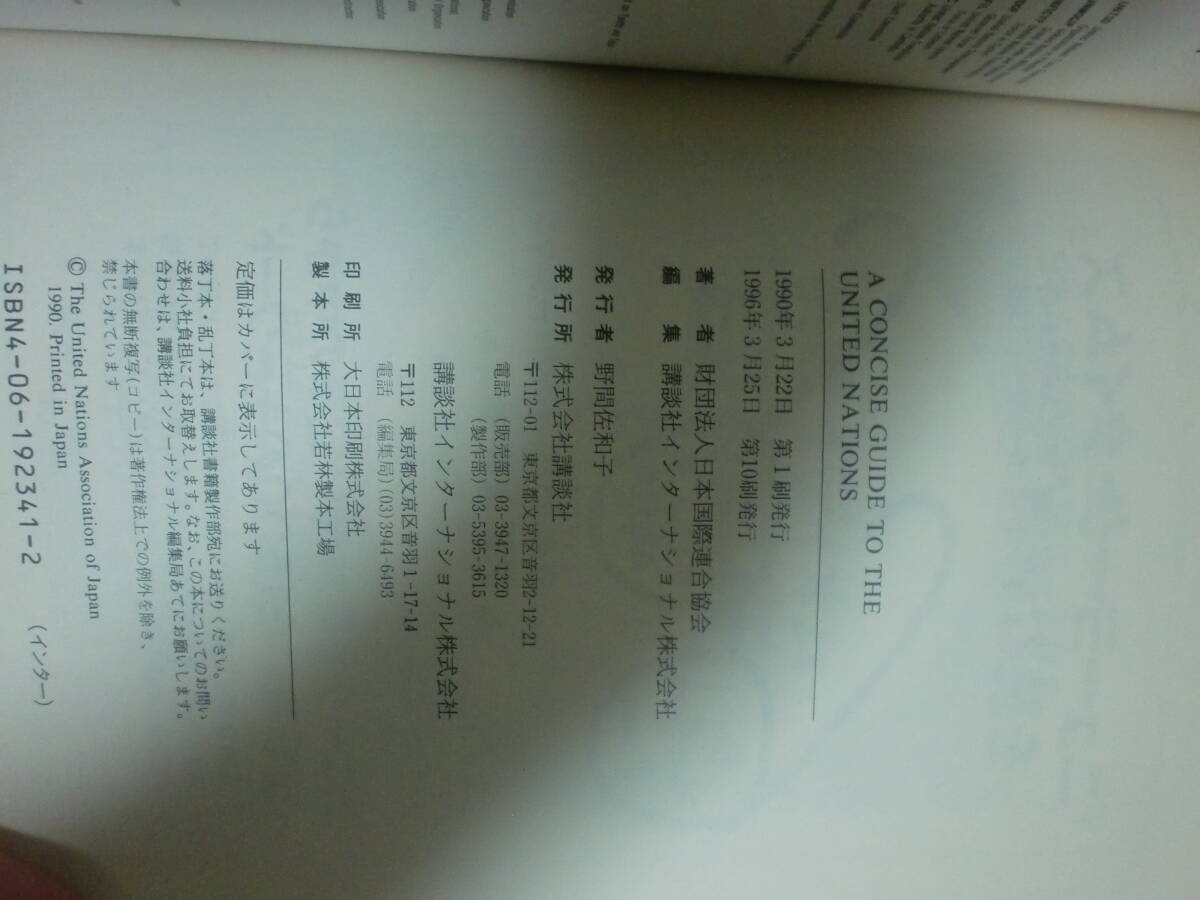 A CONCISE GUIDE TO THE
UNITED NATIONS
1990年3月22日 第1刷発行
1996年3月25日 第10刷発行
著者 財団法人日本国際連合協会
編集 講談社インターナショナル株式会社
発行者 野間佐和子
発行所 株式会社講談社
〒112-01 東京都文京区音羽2-12-21
電話 (販売部) 03-3947-1320
(製作部) 03-5395-3615
講談社インターナショナル株式会社
〒112 東京都文京区音羽1-17-14
電話 (編集局)(03)3944-6493
印刷所 大日本印刷株式会社
製本所 株式会社若林製本工場
定価はカバーに表示してあります
落丁本・乱丁本は、講談社書籍製作部宛にお送りください。
送料小社負担にてお取替えします。なお、この本についてのお問い
合わせは、講談社インターナショナル編集局あてにお願いします。
本書の無断複写(コピー)は著作権法上での例外を除き、
禁じられています
© The United Nations Association of Japan
1990. Printed in Japan
ISBN4-06-192341-2 (インター)